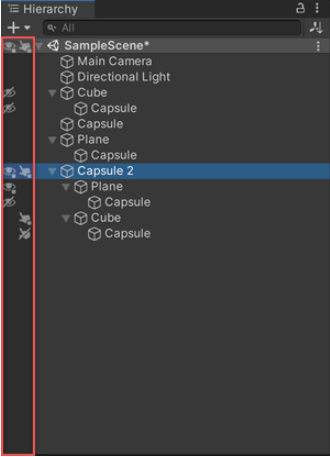 Hierarchy
All
SampleScene*
Main Camera
Directional Light
Cube
Capsule
Capsule
Plane
Capsule
Capsule 2
Plane
Capsule
Cube
Capsule